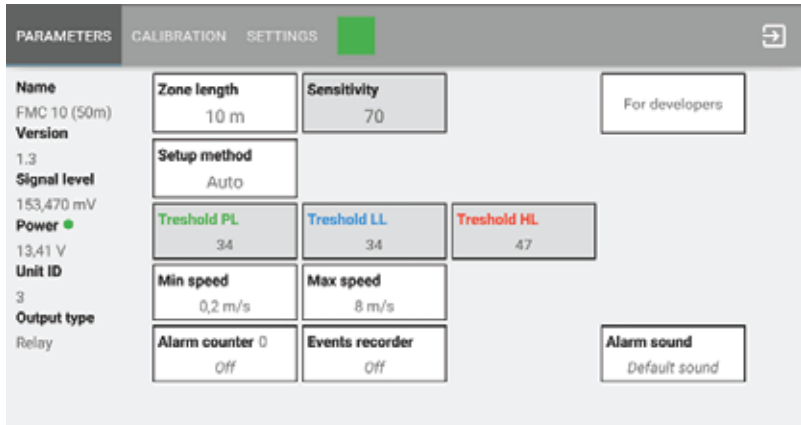 PARAMETERS CALIBRATION SETTINGS
Name
FMC 10 (50m)
Version
1.3
Signal level
153,470 mV
Power
13,41 V
Unit ID
3
Output type
Relay
Zone length
10 m
Sensitivity
70
For developers
Setup method
Auto
Treshold PL
34
Treshold LL
34
Treshold HL
47
Min speed
0,2 m/s
Max speed
8 m/s
Alarm counter 0
Off
Events recorder
Off
Alarm sound
Default sound